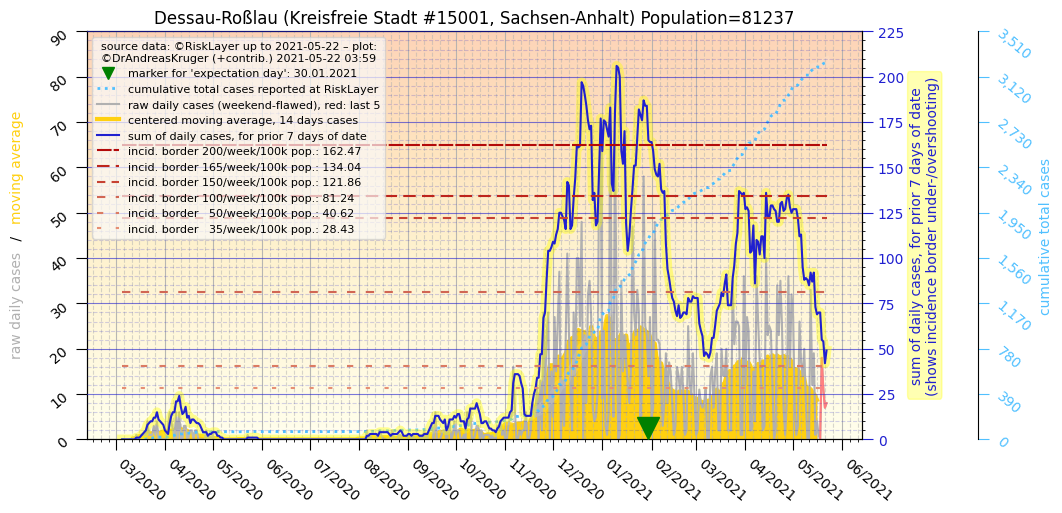 Dessau-Roßlau (Kreisfreie Stadt #15001, Sachsen-Anhalt) Population=81237
source data: ©RiskLayer up to 2021-05-22 – plot:
©DrAndreasKruger (+contrib.) 2021-05-22 03:59
marker for 'expectation day': 30.01.2021
cumulative total cases reported at RiskLayer
raw daily cases (weekend-flawed), red: last 5
centered moving average, 14 days cases
sum of daily cases, for prior 7 days of date
incid. border 200/week/100k pop.: 162.47
incid. border 165/week/100k pop.: 134.04
incid. border 150/week/100k pop.: 121.86
incid. border 100/week/100k pop.: 81.24
incid. border 50/week/100k pop.: 40.62
incid. border 35/week/100k pop.: 28.43
raw daily cases / moving average
90
80
70
60
50
40
30
20
10
0
03/2020
04/2020
05/2020
06/2020
07/2020
08/2020
09/2020
10/2020
11/2020
12/2020
01/2021
02/2021
03/2021
04/2021
05/2021
06/2021
225
200
175
150
125
100
75
50
25
0
sum of daily cases, for prior 7 days of date
(shows incidence border under-/overshooting)
3,510
3,120
2,730
2,340
1,950
1,560
1,170
780
390
0
cumulative total cases